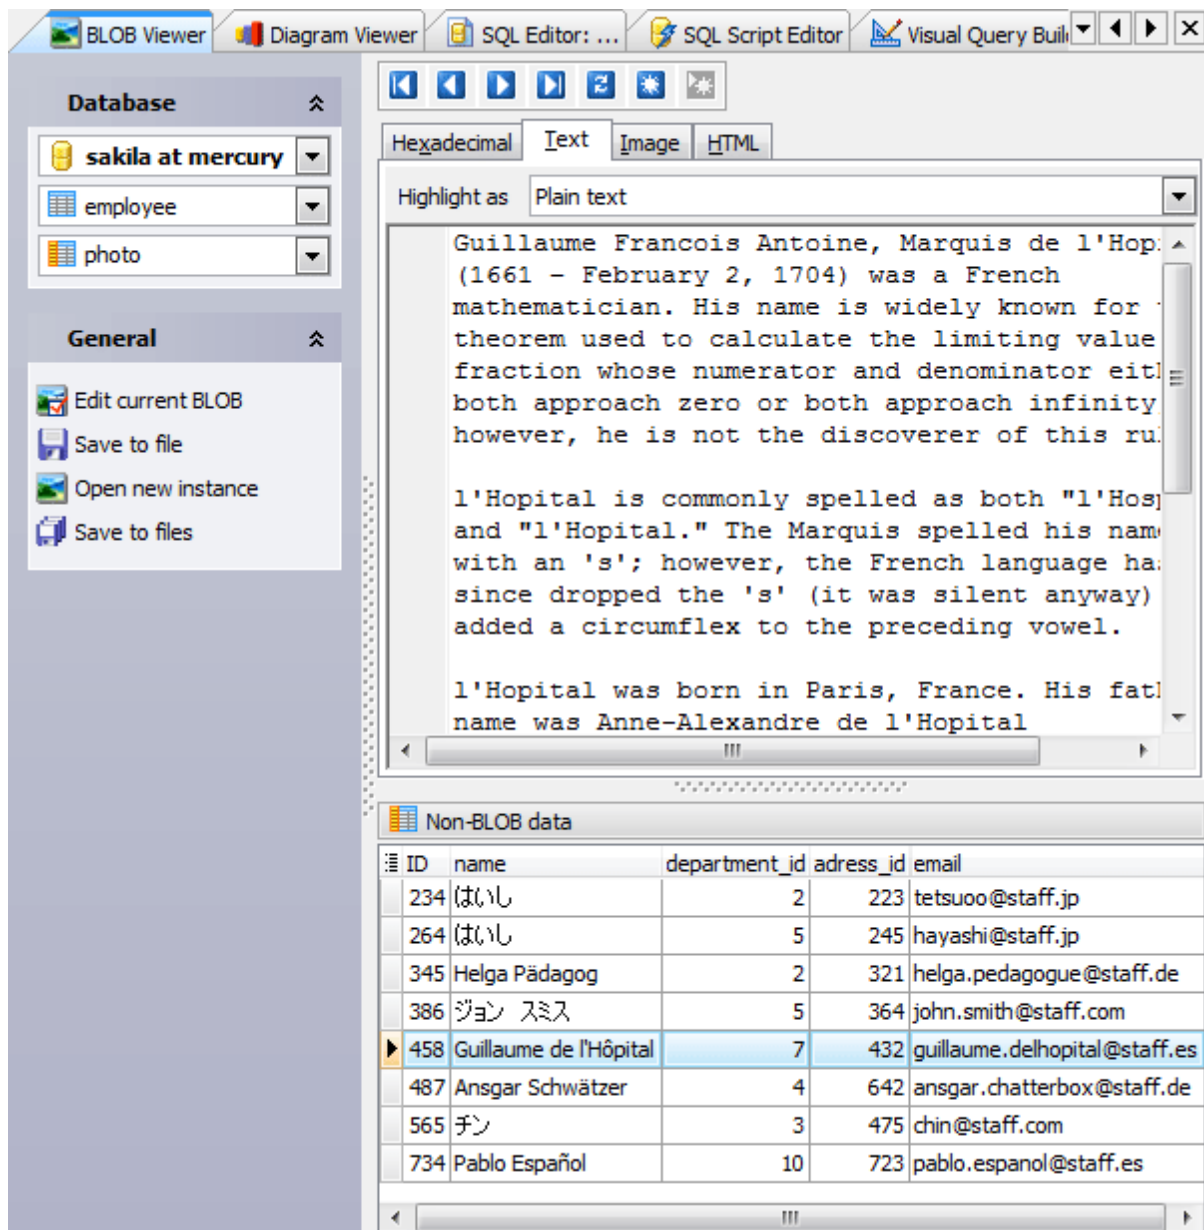 BLOB Viewer Diagram Viewer SQL Editor: ... SQL Script Editor Visual Query
Database
sakila at mercury
employee
photo
General
Edit current BLOB
Save to file
Open new instance
Save to files
Hexadecimal Text Image HTML
Highlight as Plain text
Guillaume Francois Antoine, Marquis de
(1661 - February 2, 1704) was a French
mathematician. His name is widely known for
theorem used to calculate the limiting value
fraction whose numerator and denominator
both approach zero or both approach infinity
however, he is not the discoverer of this
l'Hopital is commonly spelled as both
and "l'Hopital." The Marquis spelled his
with an 's'; however, the French language
since dropped the 's' (it was silent anyway)
added a circumflex to the preceding vowel.
l'Hopital was born in Paris, France. His
name was Anne-Alexandre de l'Hopital
Non-BLOB data
ID name department_id adress_id email
234 はいし 2 223 tetsuoo@staff.jp
264 はいし 5 245 hayashi@staff.jp
345 Helga Pädagog 2 321 helga.pedagogue@staff.de
386 ジョン スミス 5 364 john.smith@staff.com
458 Guillaume de l'Hôpital 7 432 guillaume.delhopital@staff.es
487 Ansgar Schwätzer 4 642 ansgar.chatterbox@staff.de
565 チン 3 475 chin@staff.com
734 Pablo Español 10 723 pablo.espanol@staff.es